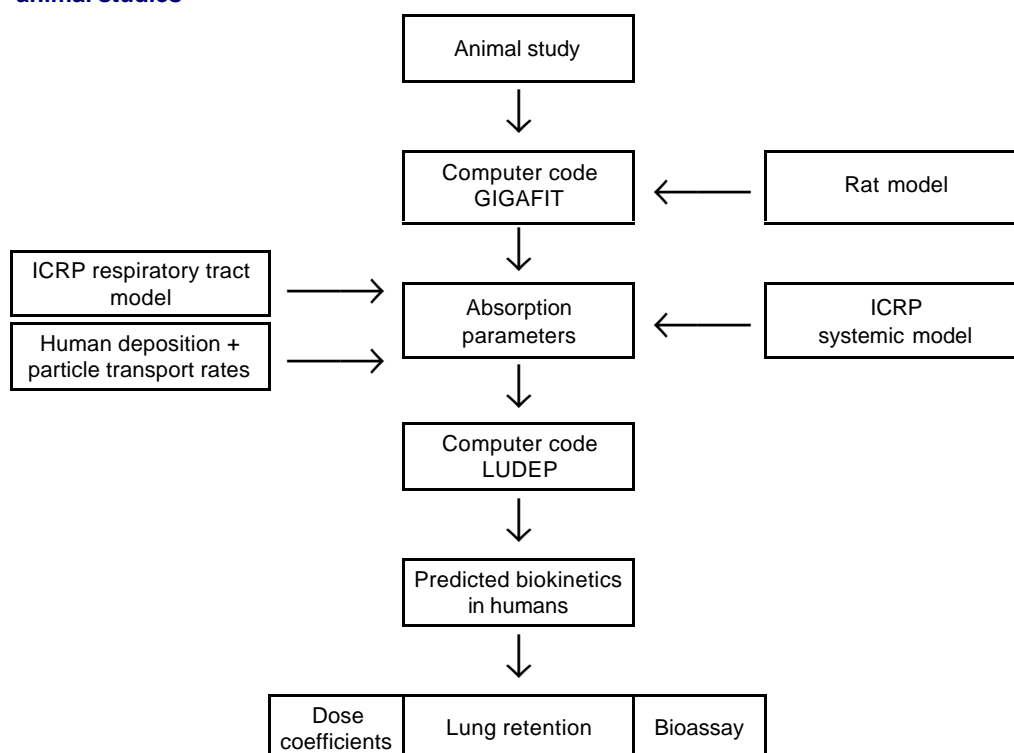 animal studies
Animal study
Computer code
GIGAFIT
Rat model
ICRP respiratory tract
model
Absorption
parameters
ICRP
systemic model
Human deposition +
particle transport rates
Computer code
LUDEP
Predicted biokinetics
in humans
Dose
coefficients
Lung retention
Bioassay